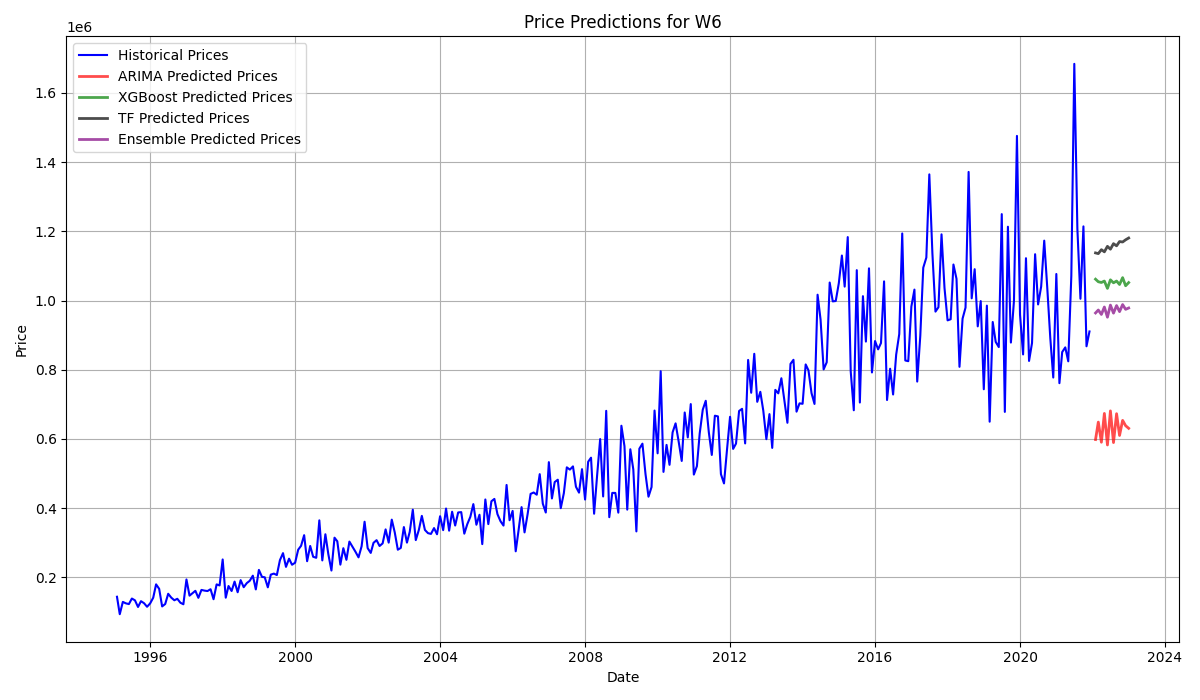 Price Predictions for W6
1e6
Historical Prices
ARIMA Predicted Prices
XGBoost Predicted Prices
TF Predicted Prices
Ensemble Predicted Prices
1.6
1.4
1.2
1.0
0.8
0.6
0.4
0.2
Price
1996
2000
2004
2008
2012
2016
2020
2024
Date